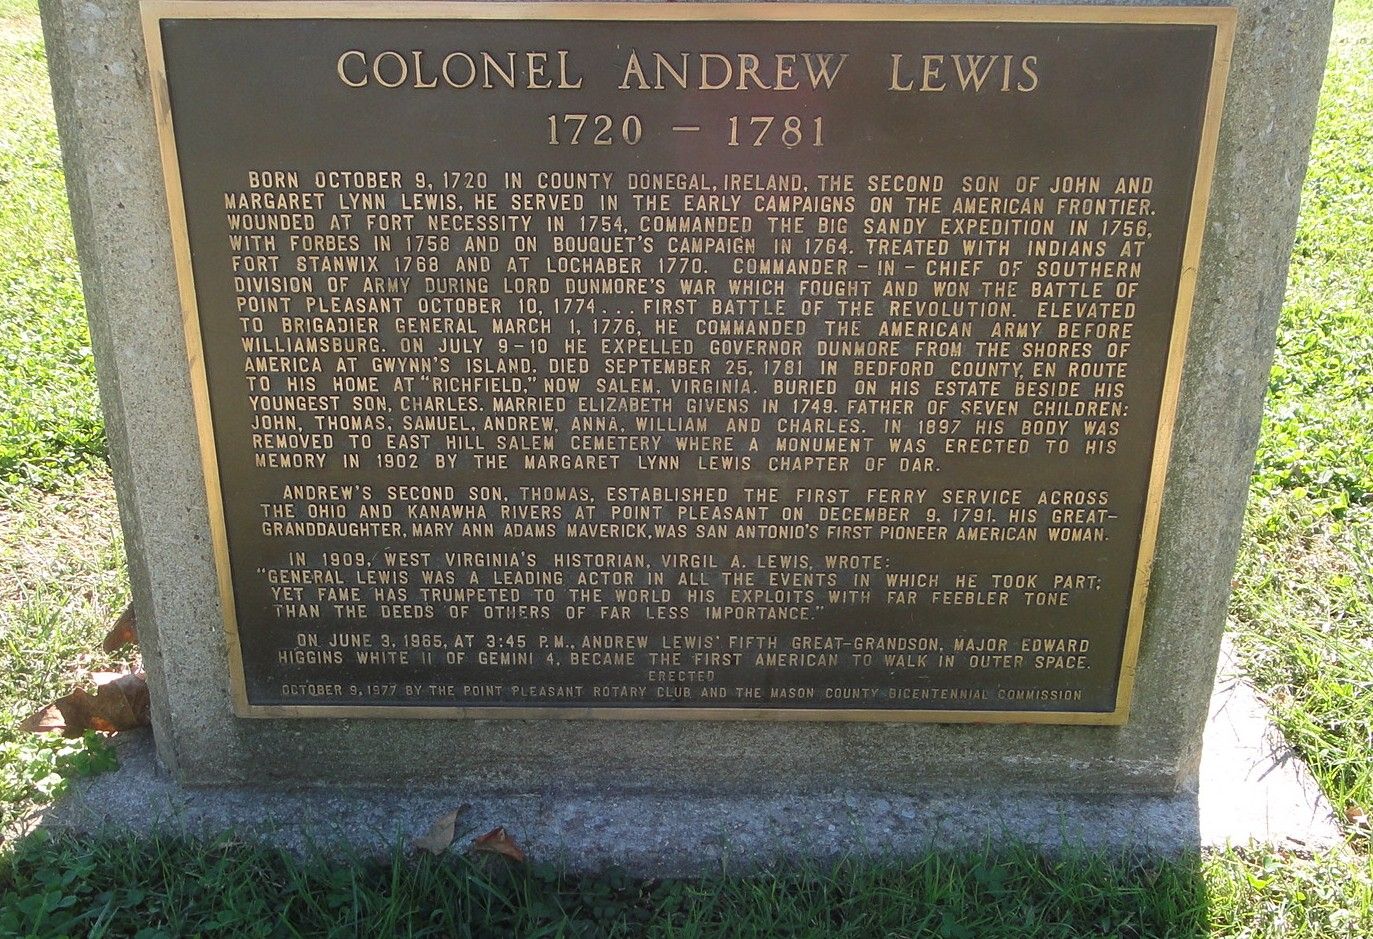 COLONEL ANDREW LEWIS
1720 – 1781
BORN OCTOBER 9, 1720 IN COUNTY DONEGAL, IRELAND, THE SECOND SON OF JOHN AND
MARGARET LYNN LEWIS, HE SERVED IN THE EARLY CAMPAIGNS ON THE AMERICAN FRONTIER.
WOUNDED AT FORT NECESSITY IN 1754, COMMANDED THE BIG SANDY EXPEDITION IN 1756,
WITH FORBES IN 1758 AND ON BOUQUET'S CAMPAIGN IN 1764. TREATED WITH INDIANS AT
FORT STANWIX 1768 AND AT LOCHABER 1770. COMMANDER – IN – CHIEF OF SOUTHERN
DIVISION OF ARMY DURING LORD DUNMORE'S WAR WHICH FOUGHT AND WON THE BATTLE OF
POINT PLEASANT OCTOBER 10, 1774... FIRST BATTLE OF THE REVOLUTION. ELEVATED
TO BRIGADIER GENERAL MARCH 1, 1776, HE COMMANDED THE AMERICAN ARMY BEFORE
WILLIAMSBURG. ON JULY 9–10 HE EXPELLED GOVERNOR DUNMORE FROM THE SHORES OF
AMERICA AT GWYNN'S ISLAND. DIED SEPTEMBER 25, 1781 IN BEDFORD COUNTY, EN ROUTE
TO HIS HOME AT "RICHFIELD," NOW SALEM, VIRGINIA. BURIED ON HIS ESTATE BESIDE HIS
YOUNGEST SON, CHARLES. MARRIED ELIZABETH GIVENS IN 1749. FATHER OF SEVEN CHILDREN:
JOHN, THOMAS, SAMUEL, ANDREW, ANNA, WILLIAM AND CHARLES. IN 1897 HIS BODY WAS
REMOVED TO EAST HILL SALEM CEMETERY WHERE A MONUMENT WAS ERECTED TO HIS
MEMORY IN 1902 BY THE MARGARET LYNN LEWIS CHAPTER OF DAR.
ANDREW'S SECOND SON, THOMAS, ESTABLISHED THE FIRST FERRY SERVICE ACROSS
THE OHIO AND KANAWHA RIVERS AT POINT PLEASANT ON DECEMBER 9, 1791. HIS GREAT-
GRANDDAUGHTER, MARY ANN ADAMS MAVERICK, WAS SAN ANTONIO'S FIRST PIONEER AMERICAN WOMAN.
IN 1909, WEST VIRGINIA'S HISTORIAN, VIRGIL A. LEWIS, WROTE:
"GENERAL LEWIS WAS A LEADING ACTOR IN ALL THE EVENTS IN WHICH HE TOOK PART;
YET FAME HAS TRUMPETED TO THE WORLD HIS EXPLOITS WITH FAR FEEBLER TONE
THAN THE DEEDS OF OTHERS OF FAR LESS IMPORTANCE."
ON JUNE 3, 1965, AT 3:45 P.M., ANDREW LEWIS' FIFTH GREAT-GRANDSON, MAJOR EDWARD
HIGGINS WHITE II OF GEMINI 4, BECAME THE FIRST AMERICAN TO WALK IN OUTER SPACE.
ERECTED
OCTOBER 9, 1977 BY THE POINT PLEASANT ROTARY CLUB AND THE MASON COUNTY BICENTENNIAL COMMISSION